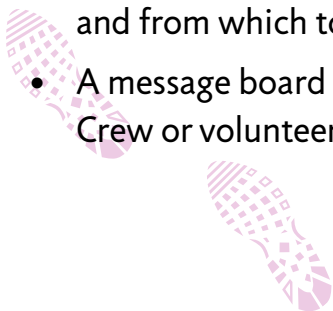 and from which to
• A message board
Crew or volunteer